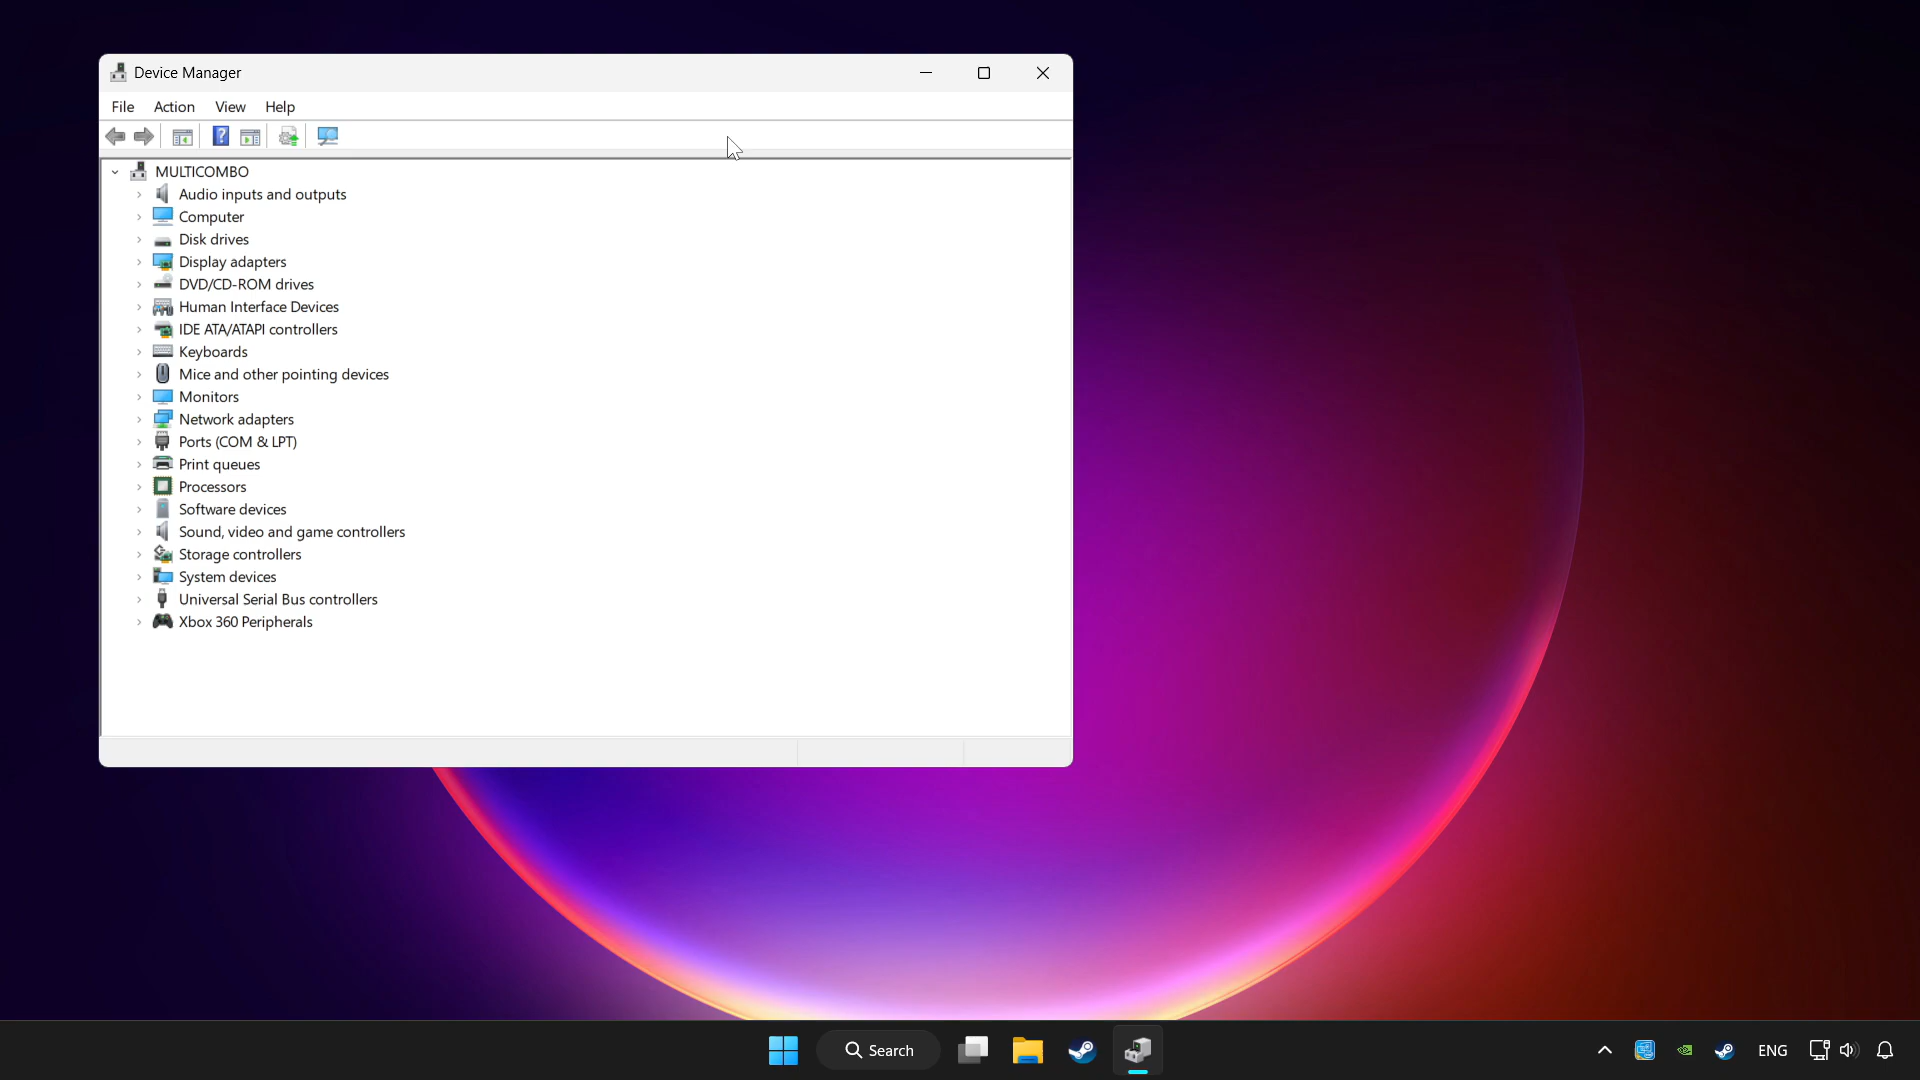 Device Manager
File Action View Help
MULTICOMBO
Audio inputs and outputs
Computer
Disk drives
Display adapters
DVD/CD-ROM drives
Human Interface Devices
IDE ATA/ATAPI controllers
Keyboards
Mice and other pointing devices
Monitors
Network adapters
Ports (COM & LPT)
Print queues
Processors
Software devices
Sound, video and game controllers
Storage controllers
System devices
Universal Serial Bus controllers
Xbox 360 Peripherals
Search
ENG